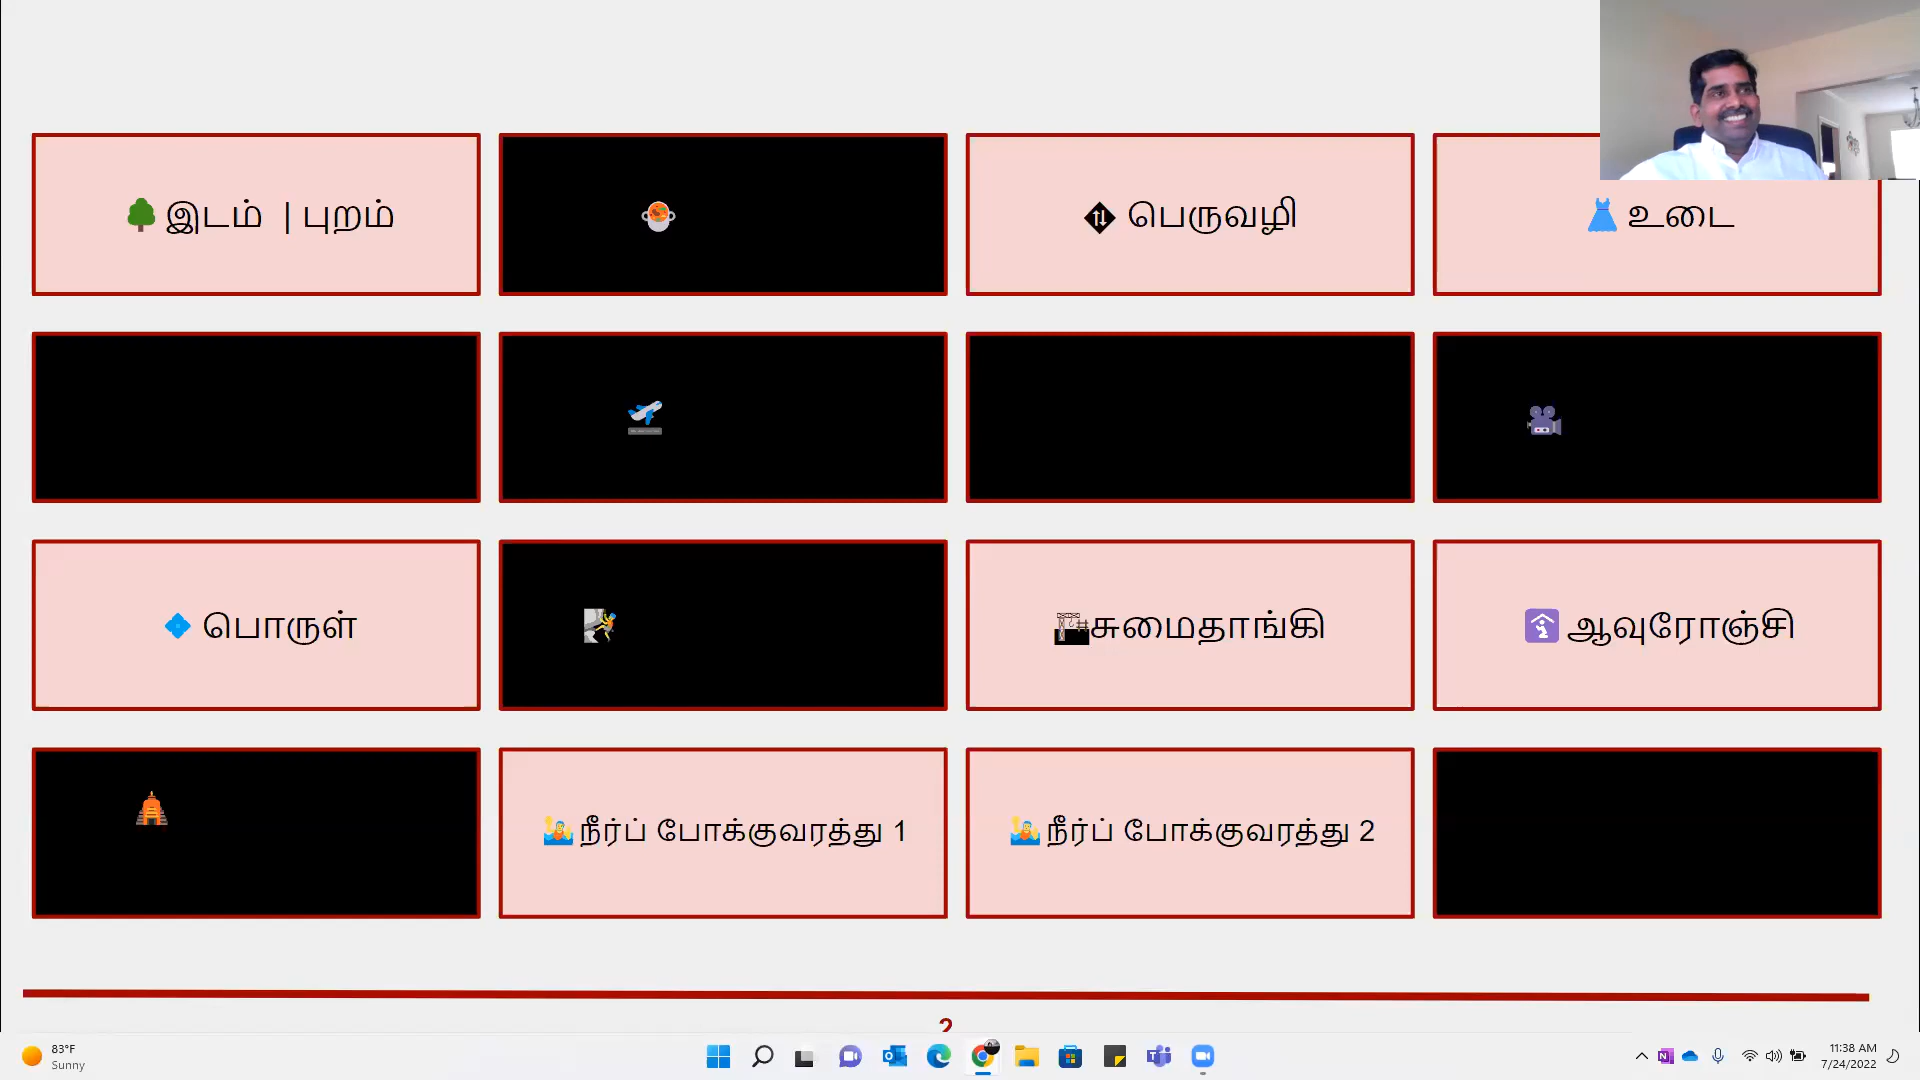 இடம் | புறம்
பெருவழி
உடை
பொருள்
சுமைதாங்கி
ஆவுரோஞ்சி
நீர்ப் போக்குவரத்து 1
நீர்ப் போக்குவரத்து 2
2
83°F
Sunny
11:38 AM
7/24/2022